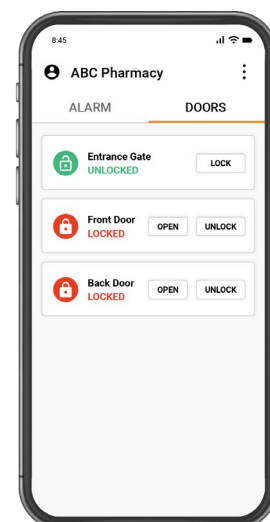 8:45
ABC Pharmacy
ALARM DOORS
Entrance Gate
UNLOCKED
LOCK
Front Door
LOCKED
OPEN UNLOCK
Back Door
LOCKED
OPEN UNLOCK